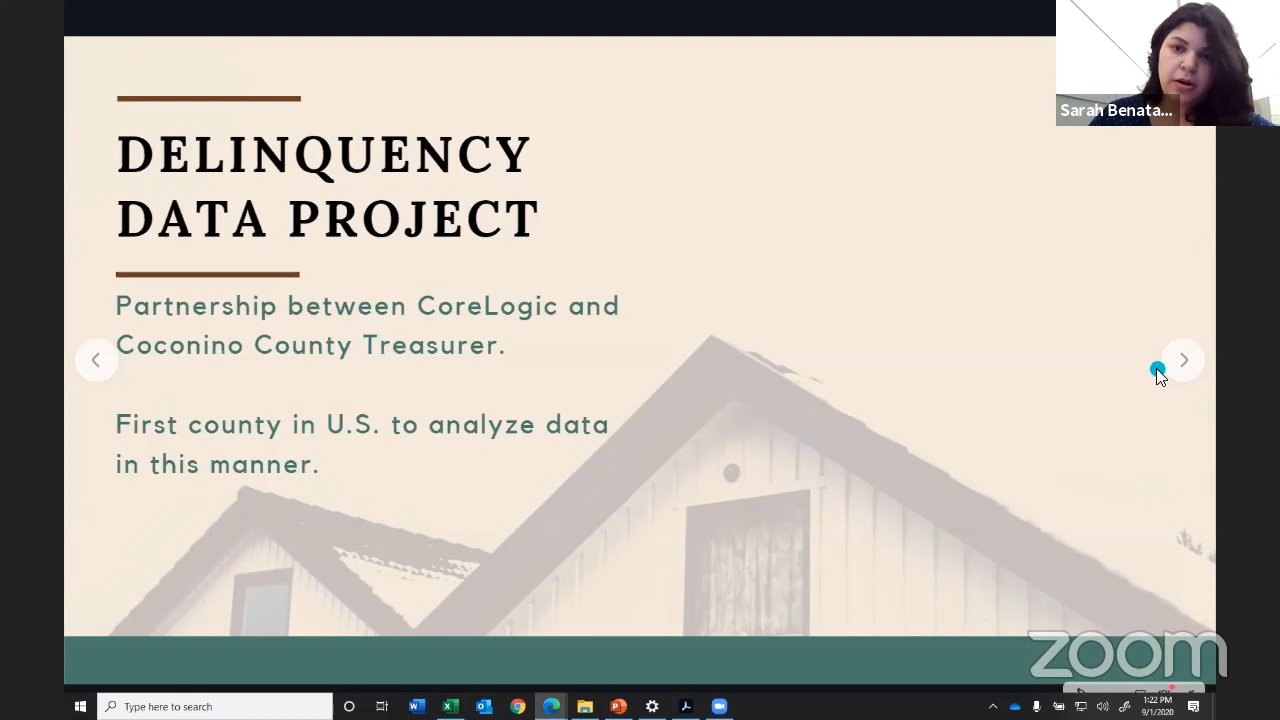 Sarah Benata...
DELINQUENCY
DATA PROJECT
Partnership between CoreLogic and
Coconino County Treasurer.
First county in U.S. to analyze data
in this manner.
zoom
Type here to search
1:22 PM
9/1/2020